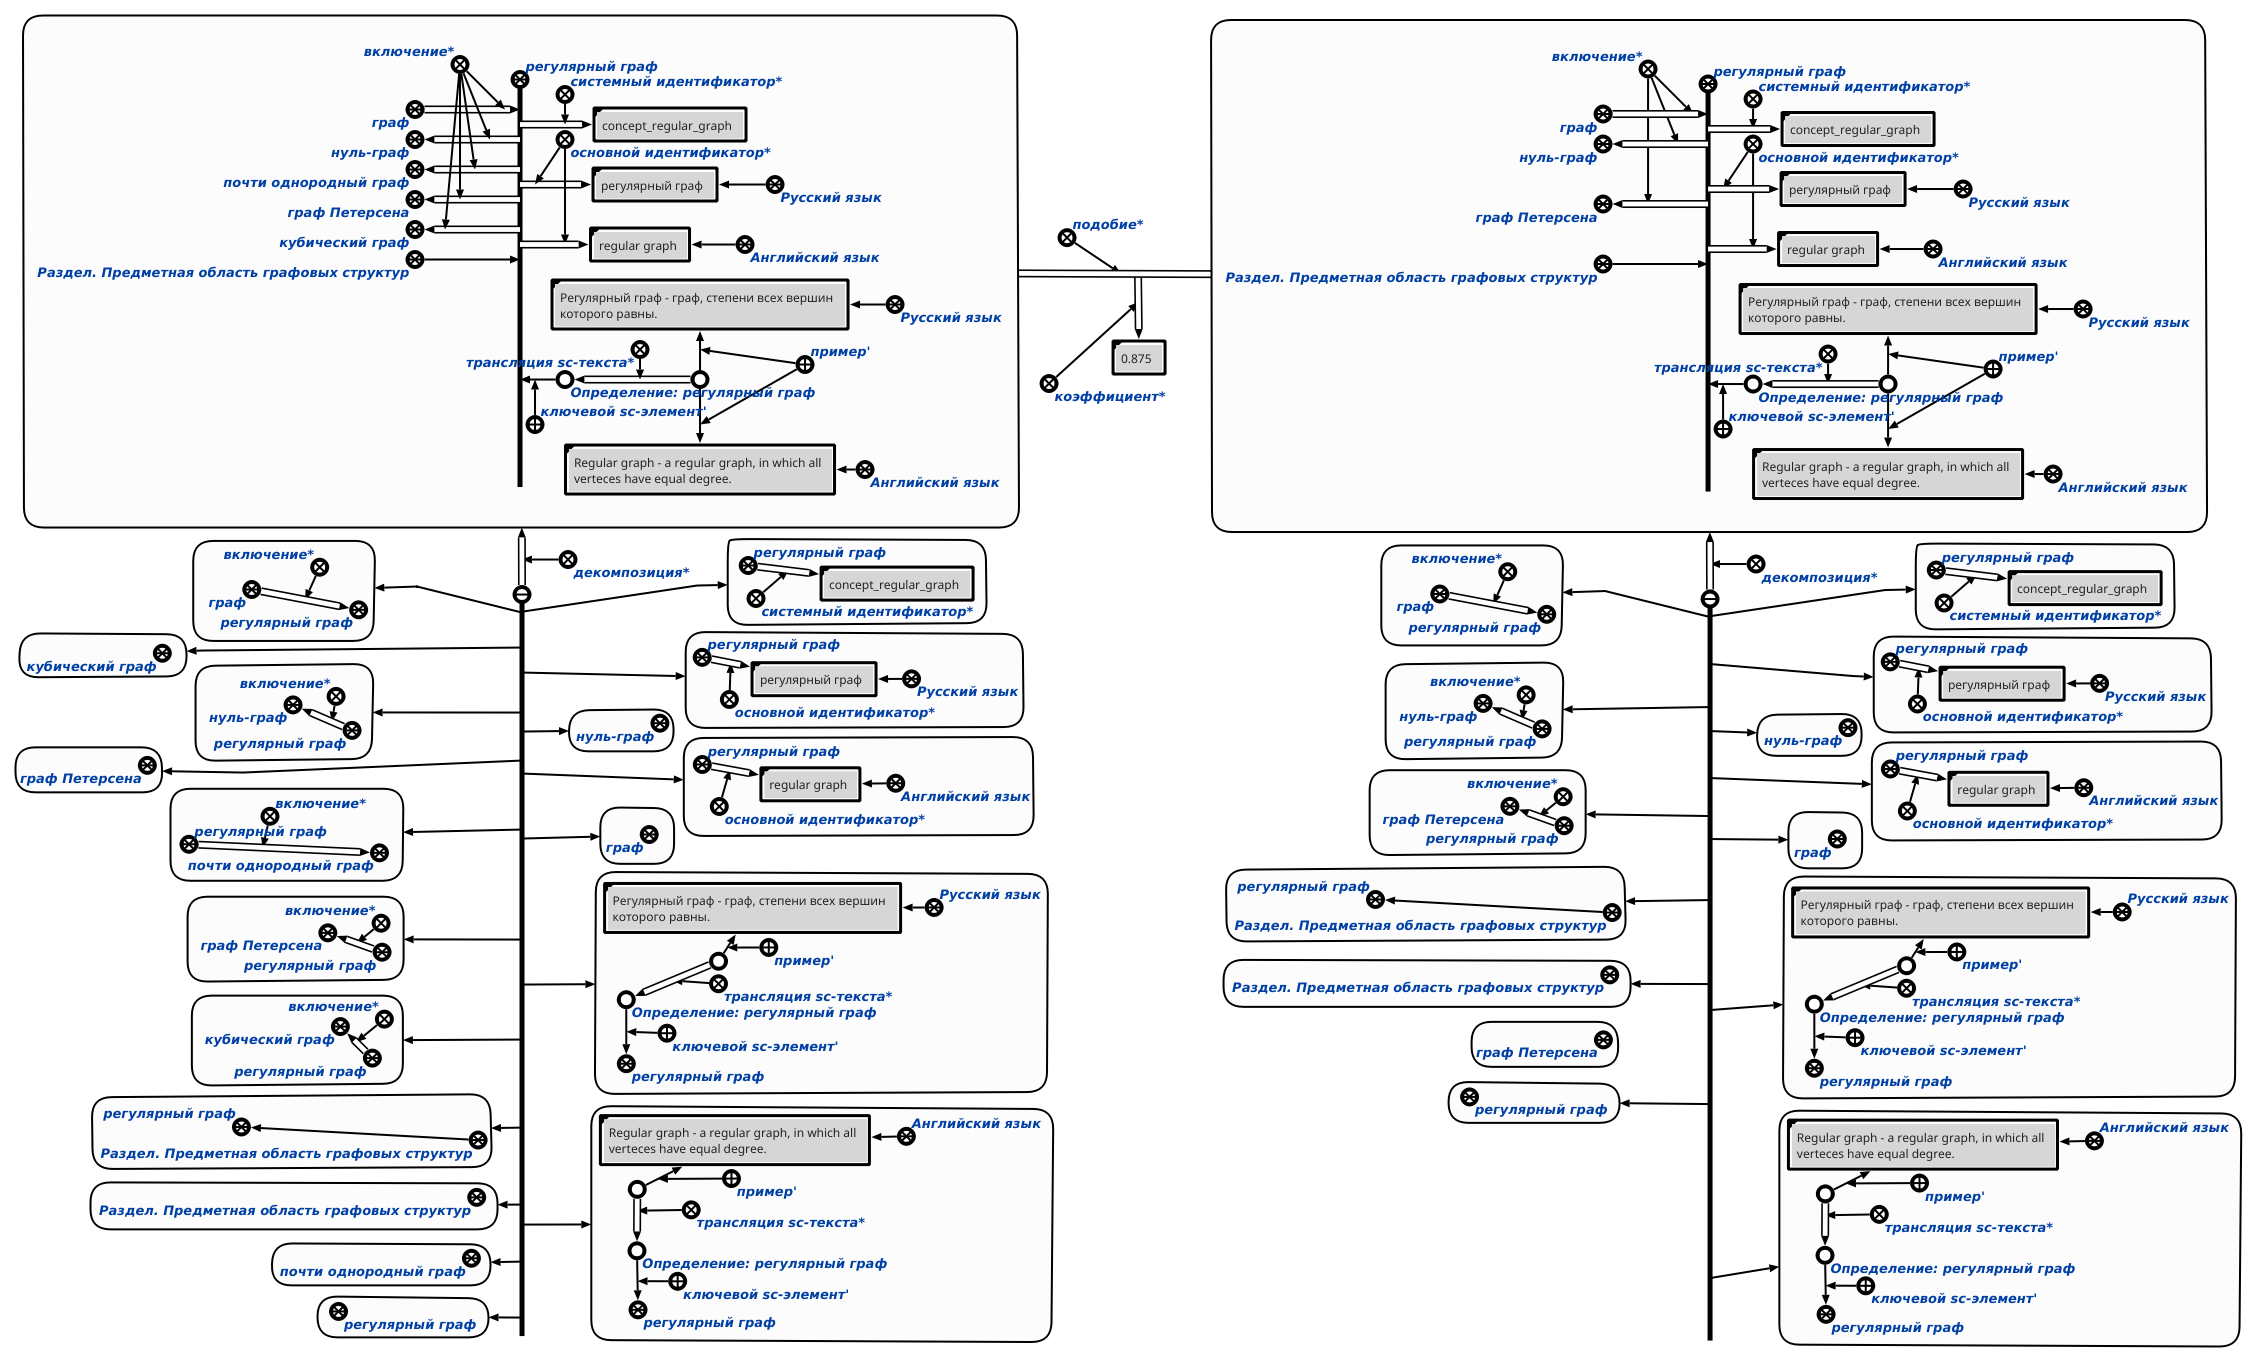 включение*
регулярный граф
системный идентификатор*
граф
concept_regular_graph
нуль-граф
основной идентификатор*
почти однородный граф
регулярный граф
Русский язык
граф Петерсена
кубический граф
regular graph
Английский язык
Раздел. Предметная область графовых структур
Регулярный граф - граф, степени всех вершин
которого равны.
Русский язык
пример'
трансляция sc-текста*
Определение: регулярный граф
ключевой sc-элемент'
Regular graph - a regular graph, in which all
verteces have equal degree.
Английский язык
подобие*
0.875
коэффициент*
включение*
регулярный граф
системный идентификатор*
граф
concept_regular_graph
нуль-граф
основной идентификатор*
регулярный граф
Русский язык
граф Петерсена
regular graph
Английский язык
Раздел. Предметная область графовых структур
Регулярный граф - граф, степени всех вершин
которого равны.
Русский язык
пример'
трансляция sc-текста*
Определение: регулярный граф
ключевой sc-элемент'
Regular graph - a regular graph, in which all
verteces have equal degree.
Английский язык
декомпозиция*
включение*
граф
регулярный граф
кубический граф
включение*
нуль-граф
регулярный граф
граф Петерсена
включение*
регулярный граф
почти однородный граф
включение*
граф Петерсена
регулярный граф
включение*
кубический граф
регулярный граф
регулярный граф
Раздел. Предметная область графовых структур
Раздел. Предметная область графовых структур
почти однородный граф
регулярный граф
регулярный граф
concept_regular_graph
системный идентификатор*
регулярный граф
регулярный граф
Русский язык
основной идентификатор*
нуль-граф
регулярный граф
regular graph
Английский язык
основной идентификатор*
граф
Русский язык
Регулярный граф - граф, степени всех вершин
которого равны.
пример'
трансляция sc-текста*
Определение: регулярный граф
ключевой sc-элемент'
регулярный граф
Английский язык
Regular graph - a regular graph, in which all
verteces have equal degree.
пример'
трансляция sc-текста*
Определение: регулярный граф
ключевой sc-элемент'
регулярный граф
декомпозиция*
включение*
граф
регулярный граф
включение*
нуль-граф
регулярный граф
включение*
граф Петерсена
регулярный граф
регулярный граф
Раздел. Предметная область графовых структур
Раздел. Предметная область графовых структур
граф Петерсена
регулярный граф
регулярный граф
concept_regular_graph
системный идентификатор*
регулярный граф
регулярный граф
Русский язык
основной идентификатор*
нуль-граф
регулярный граф
regular graph
Английский язык
основной идентификатор*
граф
Русский язык
Регулярный граф - граф, степени всех вершин
которого равны.
пример'
трансляция sc-текста*
Определение: регулярный граф
ключевой sc-элемент'
регулярный граф
Английский язык
Regular graph - a regular graph, in which all
verteces have equal degree.
пример'
трансляция sc-текста*
Определение: регулярный граф
ключевой sc-элемент'
регулярный граф